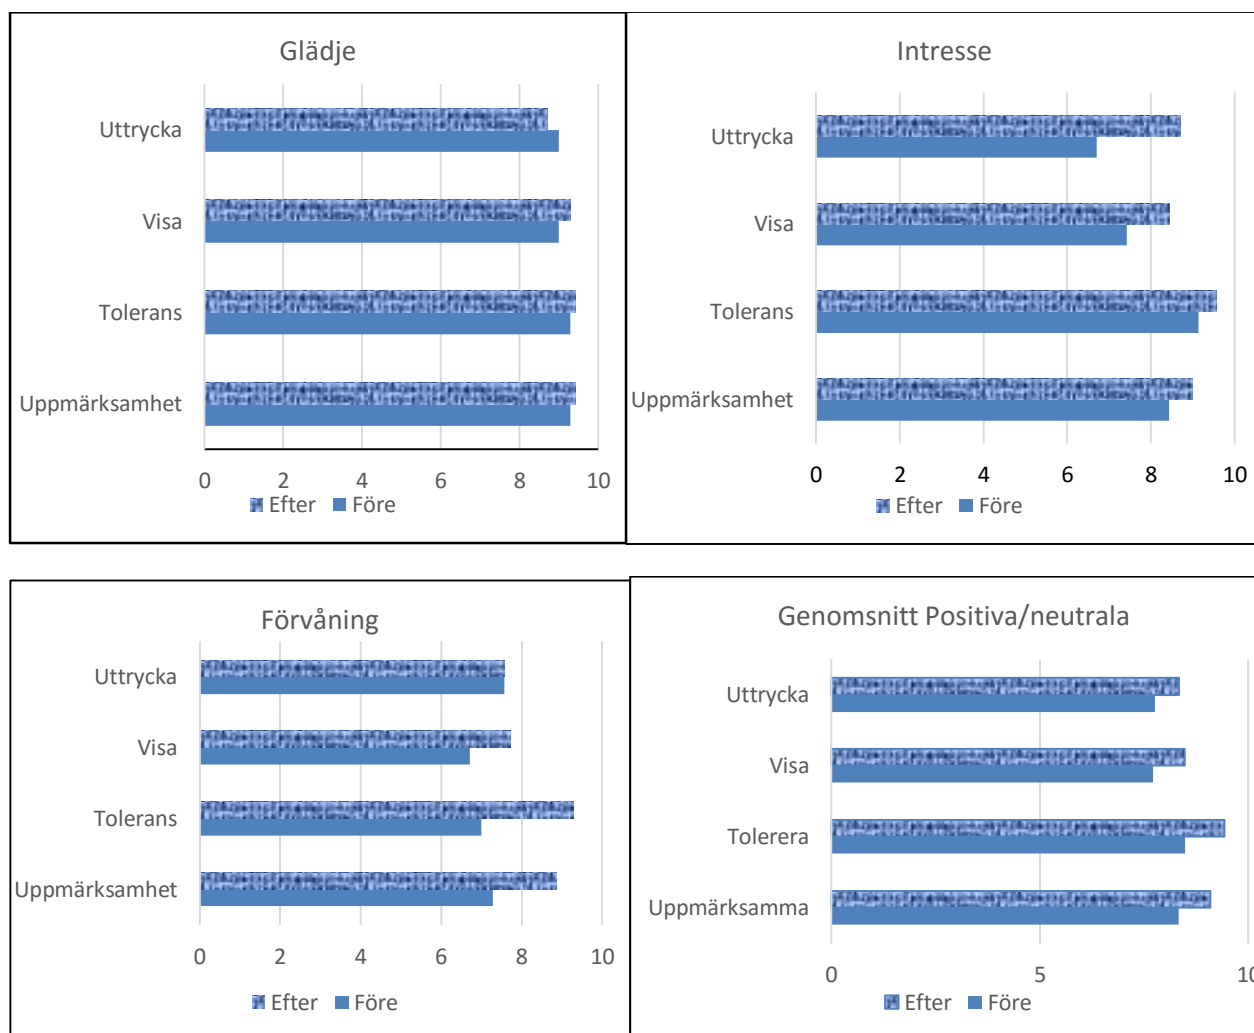 Glädje
Uttrycka
Visa
Tolerans
Uppmärksamhet
0 2 4 6 8 10
Efter Före
Intresse
Uttrycka
Visa
Tolerans
Uppmärksamhet
0 2 4 6 8 10
Efter Före
Förvåning
Uttrycka
Visa
Tolerans
Uppmärksamhet
0 2 4 6 8 10
Efter Före
Genomsnitt Positiva/neutrala
Uttrycka
Visa
Tolerera
Uppmärksamma
0 5 10
Efter Före